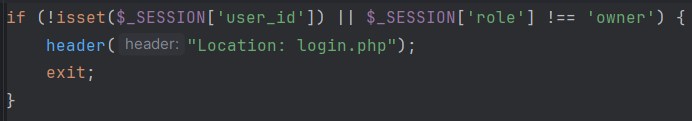 if (!isset($_SESSION['user_id']) || $_SESSION['role'] !== 'owner') {
    header( header: "Location: login.php");
    exit;
}